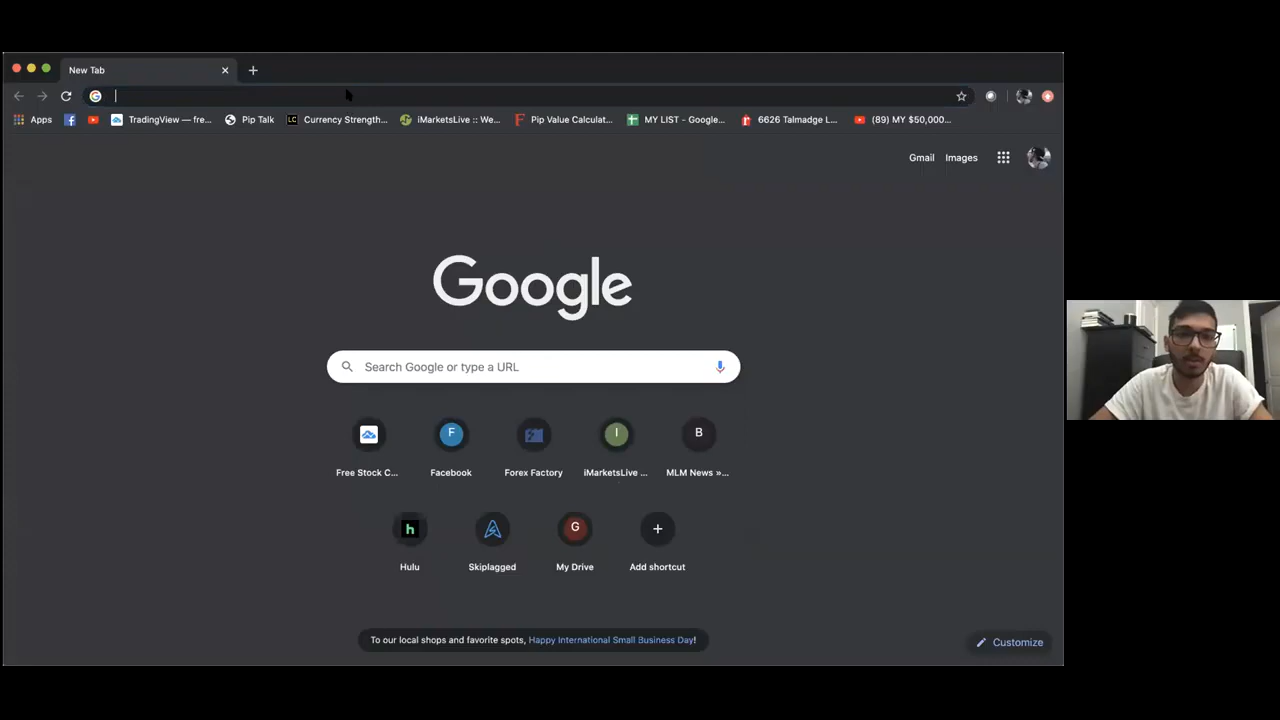 New Tab
Apps
TradingView — fre...
Pip Talk
LC
Currency Strength...
iMarketsLive :: We...
Pip Value Calculat...
MY LIST - Google...
6626 Talmadge L...
(89) MY $50,000...
Gmail
Images
Google
Search Google or type a URL
F
I
B
Free Stock C...
Facebook
Forex Factory
iMarketsLive ...
MLM News »...
h
G
Hulu
Skiplagged
My Drive
Add shortcut
To our local shops and favorite spots, Happy International Small Business Day!
Customize